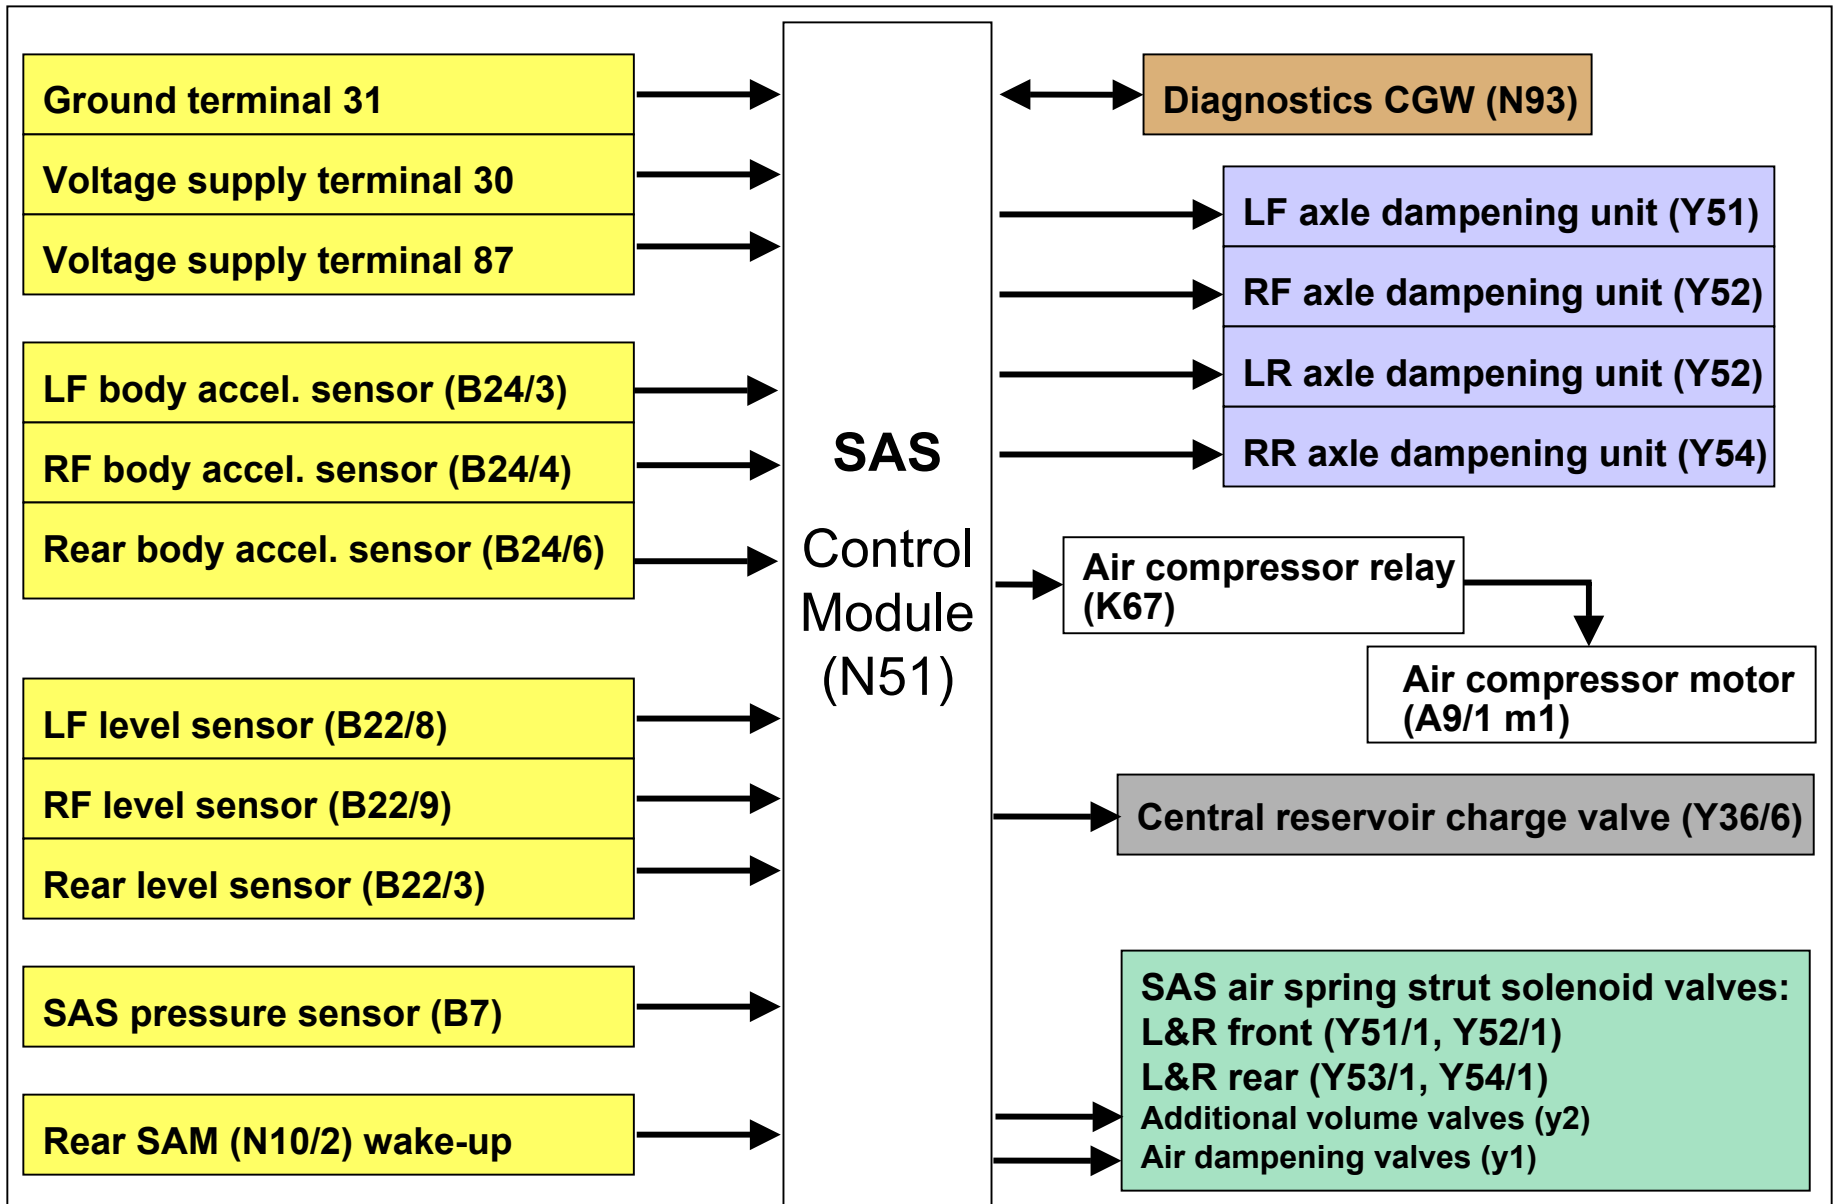 Ground terminal 31
Voltage supply terminal 30
Voltage supply terminal 87
LF body accel. sensor (B24/3)
RF body accel. sensor (B24/4)
Rear body accel. sensor (B24/6)
LF level sensor (B22/8)
RF level sensor (B22/9)
Rear level sensor (B22/3)
SAS pressure sensor (B7)
Rear SAM (N10/2) wake-up
SAS
Control
Module
(N51)
Diagnostics CGW (N93)
LF axle dampening unit (Y51)
RF axle dampening unit (Y52)
LR axle dampening unit (Y52)
RR axle dampening unit (Y54)
Air compressor relay
(K67)
Air compressor motor
(A9/1 m1)
Central reservoir charge valve (Y36/6)
SAS air spring strut solenoid valves:
L&R front (Y51/1, Y52/1)
L&R rear (Y53/1, Y54/1)
Additional volume valves (y2)
Air dampening valves (y1)